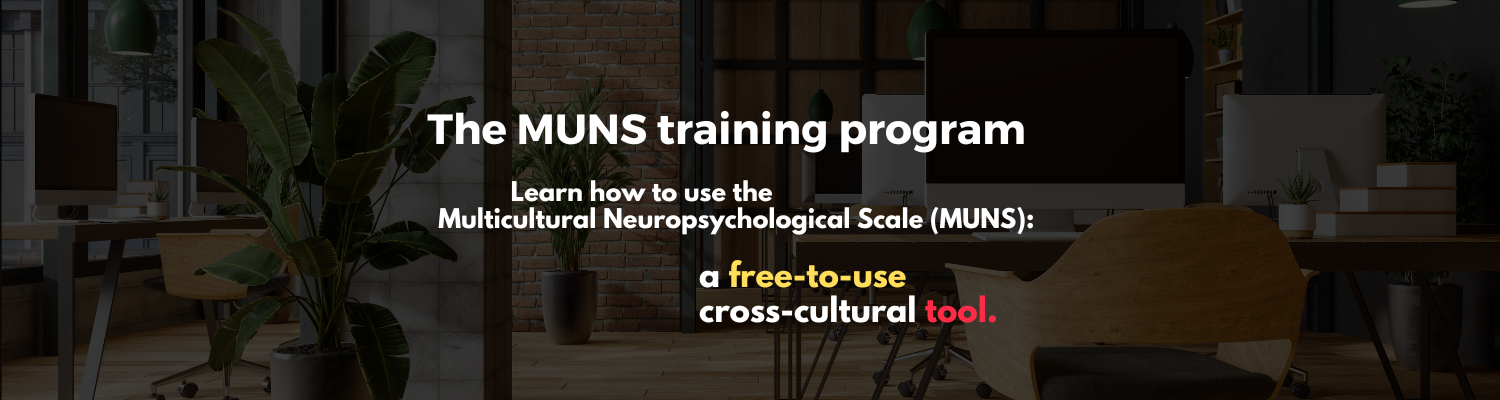 The MUNS training program
Learn how to use the
Multicultural Neuropsychological Scale (MUNS):
a free-to-use
cross-cultural tool.